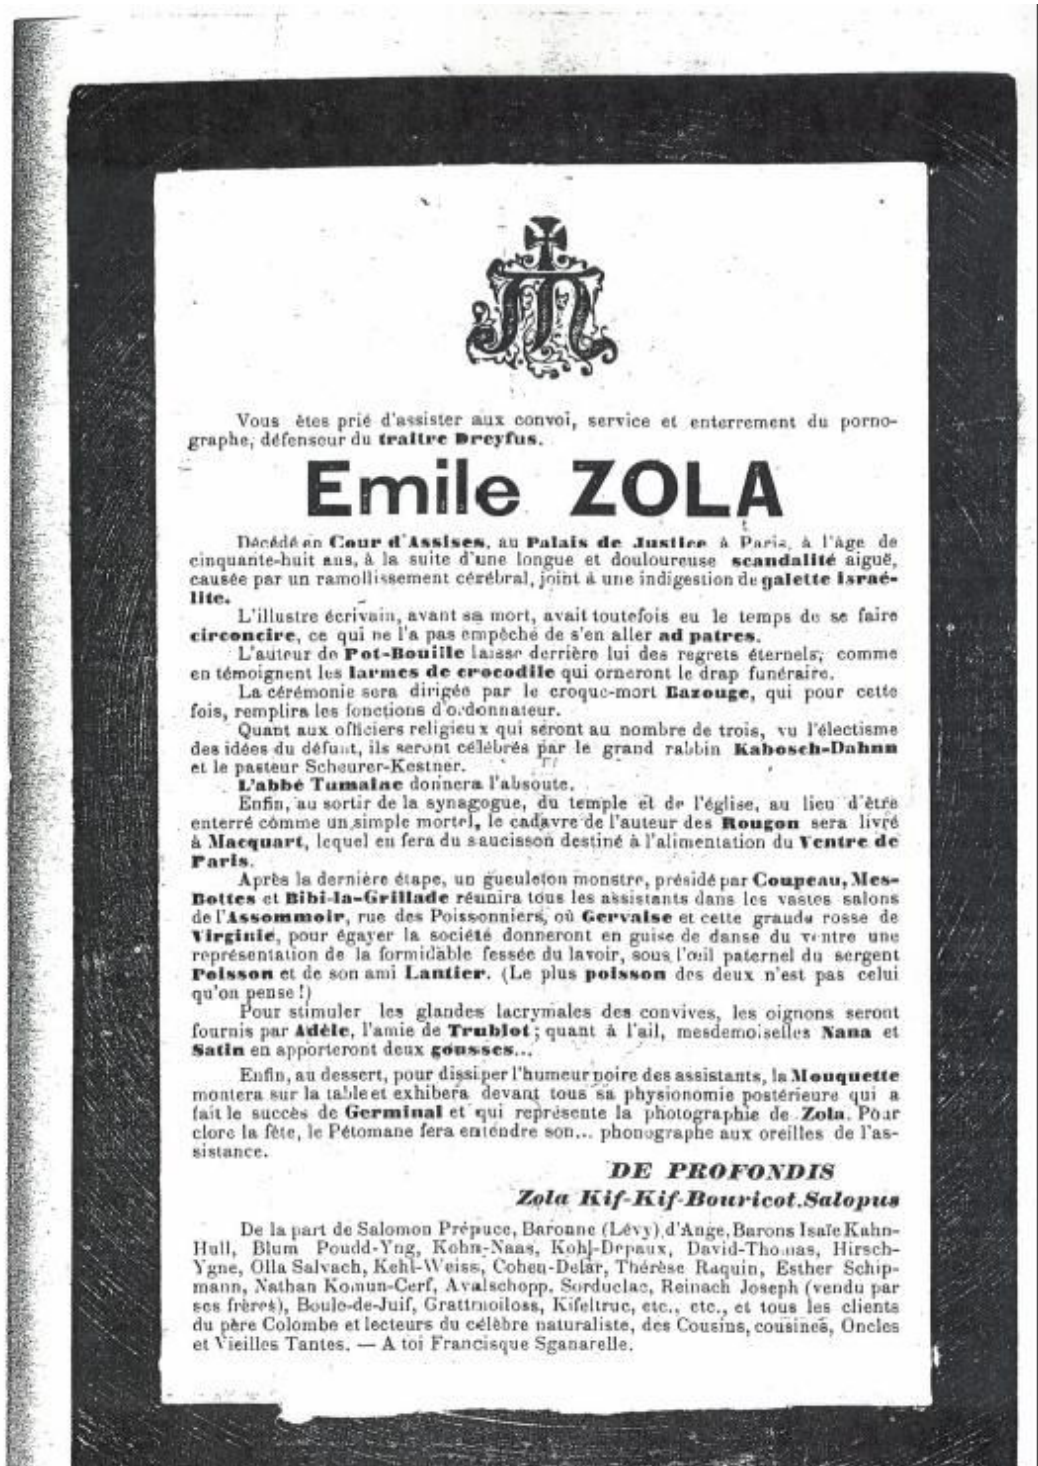 M
Vous êtes prié d'assister aux convoi, service et enterrement du porno-
graphe, défenseur du traître Dreyfus.
Emile ZOLA
Décédé en Cour d'Assises, au Palais de Justice à Paris, à l'âge de
cinquante-huit ans, à la suite d'une longue et douloureuse scandalité aiguë,
causée par un ramollissement cérébral, joint à une indigestion de galette israé-
lite.
L'illustre écrivain, avant sa mort, avait toutefois eu le temps de se faire
circoncire, ce qui ne l'a pas empêché de s'en aller ad patres.
L'auteur de Pot-Bouille laisse derrière lui des regrets éternels, comme
en témoignent les larmes de crocodile qui orneront le drap funéraire.
La cérémonie sera dirigée par le croque-mort Bazouge, qui pour cette
fois, remplira les fonctions d'ordonnateur.
Quant aux officiers religieux qui seront au nombre de trois, vu l'électisme
des idées du défunt, ils seront célébrés par le grand rabbin Kabosch-Dahnn
et le pasteur Scheurer-Kestner.
L'abbé Tumaine donnera l'absoute.
Enfin, au sortir de la synagogue, du temple et de l'église, au lieu d'être
enterré comme un simple mortel, le cadavre de l'auteur des Rougon sera livré
à Macquart, lequel en fera du saucisson destiné à l'alimentation du Ventre de
Paris.
Après la dernière étape, un gueuleton monstre, présidé par Coupeau, Mes-
Bottes et Bibi-la-Grillade réunira tous les assistants dans les vastes salons
de l'Assommoir, rue des Poissonniers, où Gervaise et cette grande rosse de
Virginie, pour égayer la société donneront en guise de danse du ventre une
représentation de la formidable fessée du lavoir, sous l'œil paternel du sergent
Poisson et de son ami Lantier. (Le plus poisson des deux n'est pas celui
qu'on pense !)
Pour stimuler les glandes lacrymales des convives, les oignons seront
fournis par Adèle, l'amie de Trublot ; quant à l'ail, mesdemoiselles Nana et
Satin en apporteront deux gousses...
Enfin, au dessert, pour dissiper l'humeur noire des assistants, la Mouquette
montera sur la table et exhibera devant tous sa physionomie postérieure qui a
fait le succès de Germinal et qui représente la photographie de Zola. Pour
clore la fête, le Pétomane fera entendre son... phonographe aux oreilles de l'as-
sistance.
DE PROFONDIS
Zola Kif-Kif-Bouricot.Salopus
De la part de Salomon Prépuce, Baronne (Lévy) d'Ange, Barons Isaïe Kahn-
Hull, Blum Poudd-Yng, Kohn-Naas, Kohl-Depaux, David-Thomas, Hirsch-
Ygne, Olla Salvach, Kehl-Weiss, Cohen-Delar, Thérèse Raquin, Esther Schip-
mann, Nathan Komun-Cerf, Avalschopp, Sorduclac, Reinach Joseph (vendu par
ses frères), Boule-de-Juif, Grattmoiloss, Kifeltruc, etc., etc., et tous les clients
du père Colombe et lecteurs du célèbre naturaliste, des Cousins, cousines, Oncles
et Vieilles Tantes. — A toi Francisque Sganarelle.